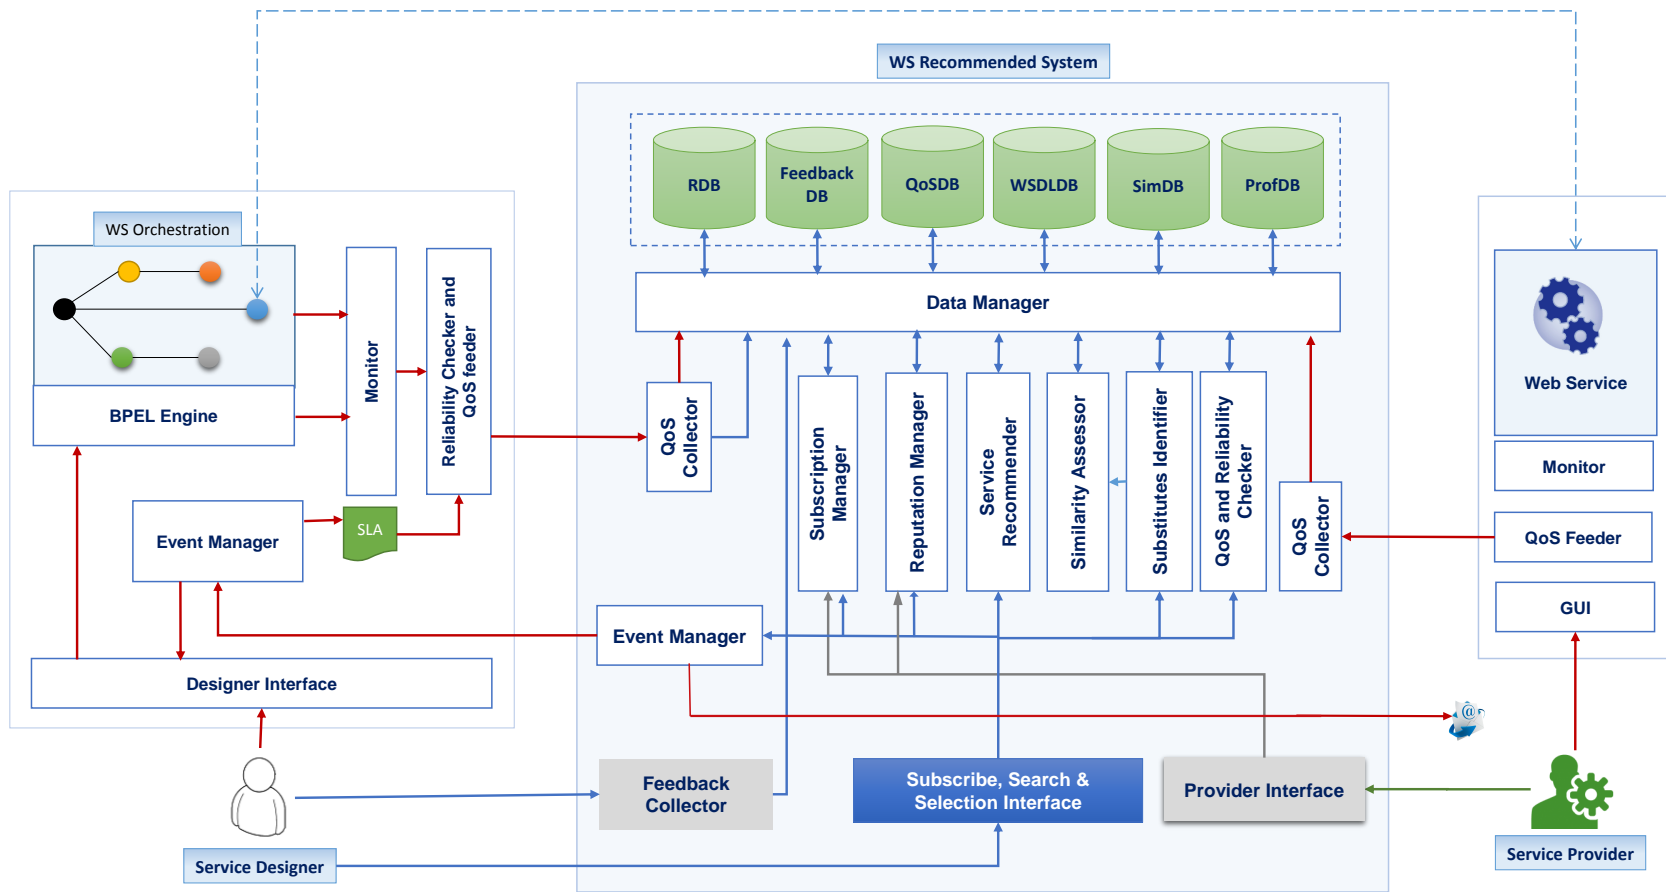 WS Recommended System
RDB
Feedback
DB
QoSDB
WSDLDB
SimDB
ProfDB
WS Orchestration
BPEL Engine
Monitor
Reliability Checker and
QoS feeder
Data Manager
QoS
Collector
Subscription
Manager
Reputation Manager
Service
Recommender
Similarity Assessor
Substitutes Identifier
QoS and Reliability
Checker
QoS
Collector
Web Service
Monitor
QoS Feeder
GUI
Event Manager
SLA
Event Manager
Designer Interface
@
Feedback
Collector
Subscribe, Search &
Selection Interface
Provider Interface
Service Designer
Service Provider